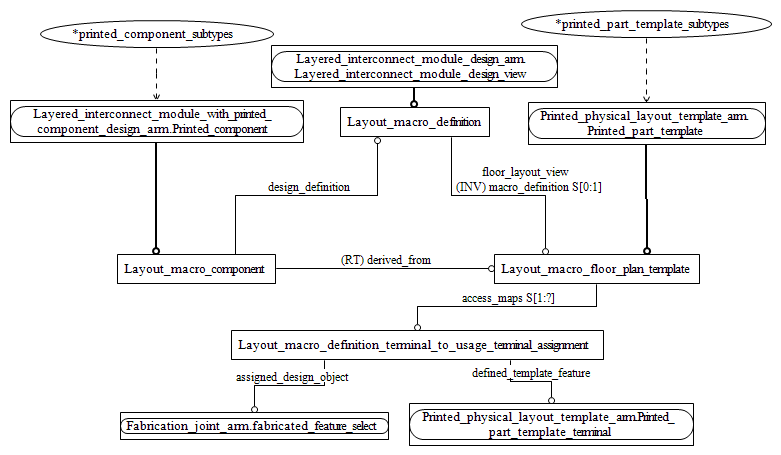 *printed_component_subtypes
*printed_part_template_subtypes
Layered_interconnect_module_design_arm.
Layered_interconnect_module_design_view
Layered_interconnect_module_with_printed_
component_design_arm.Printed_component
Layout_macro_definition
Printed_physical_layout_template_arm.
Printed_part_template
design_definition
floor_layout_view
(INV) macro_definition S[0:1]
Layout_macro_component
(RT) derived_from
Layout_macro_floor_plan_template
access_maps S[1:?]
Layout_macro_definition_terminal_to_usage_terminal_assignment
assigned_design_object
defined_template_feature
Fabrication_joint_arm.fabricated_feature_select
Printed_physical_layout_template_arm.Printed_
part_template_terminal